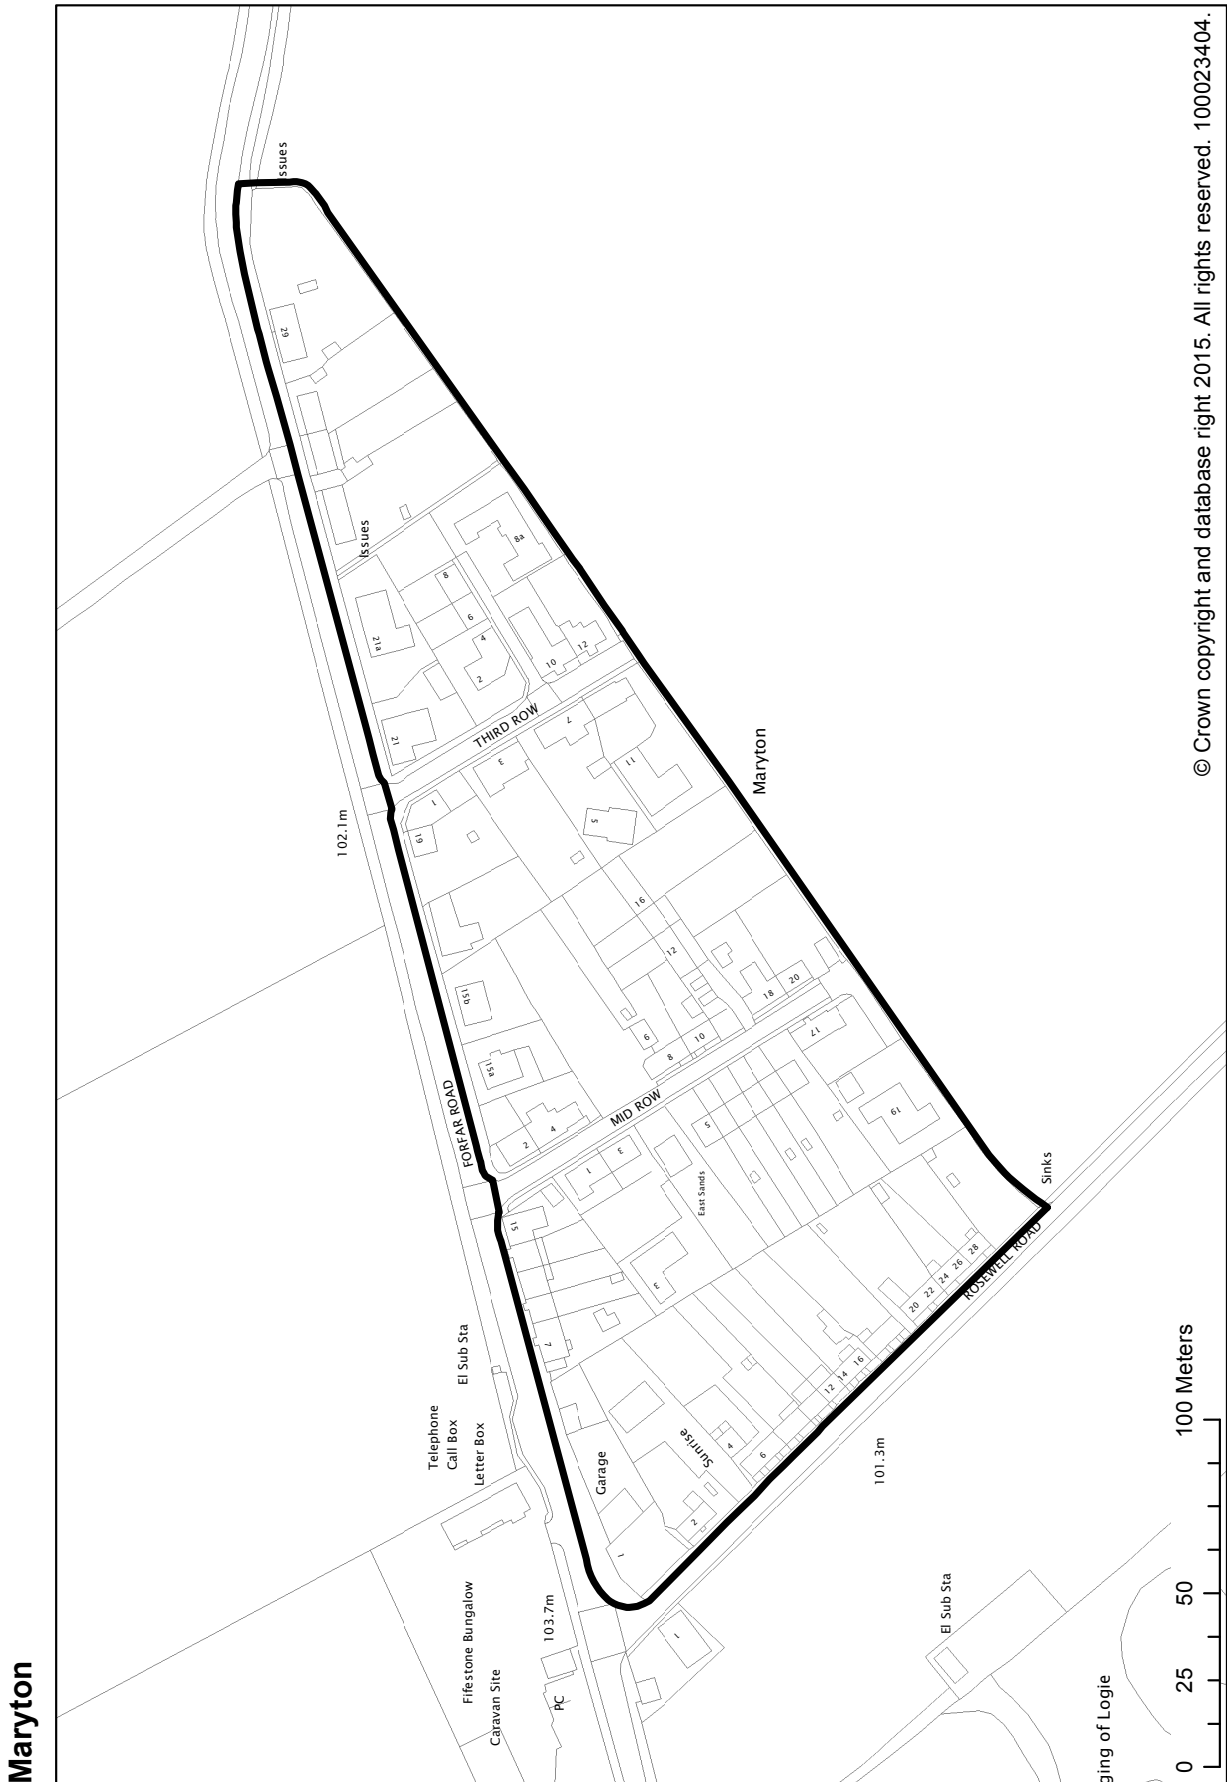 Maryton
© Crown copyright and database right 2015. All rights reserved. 100023404.
ssues
29
Issues
8a
8
6
4
2
21a
10
12
21
THIRD ROW
7
3
11
1
19
5
102.1m
Maryton
16
12
15b
15a
6
8
10
18
20
17
FORFAR ROAD
2
4
MID ROW
1
3
5
19
East Sands
15
3
7
Sinks
ROSEWELL ROAD
28
26
24
22
20
16
14
12
El Sub Sta
Telephone
Call Box
Letter Box
Garage
Sunrise
4
6
2
1
101.3m
Fifestone Bungalow
Caravan Site
103.7m
PC
1
El Sub Sta
ging of Logie
0 25 50 100 Meters